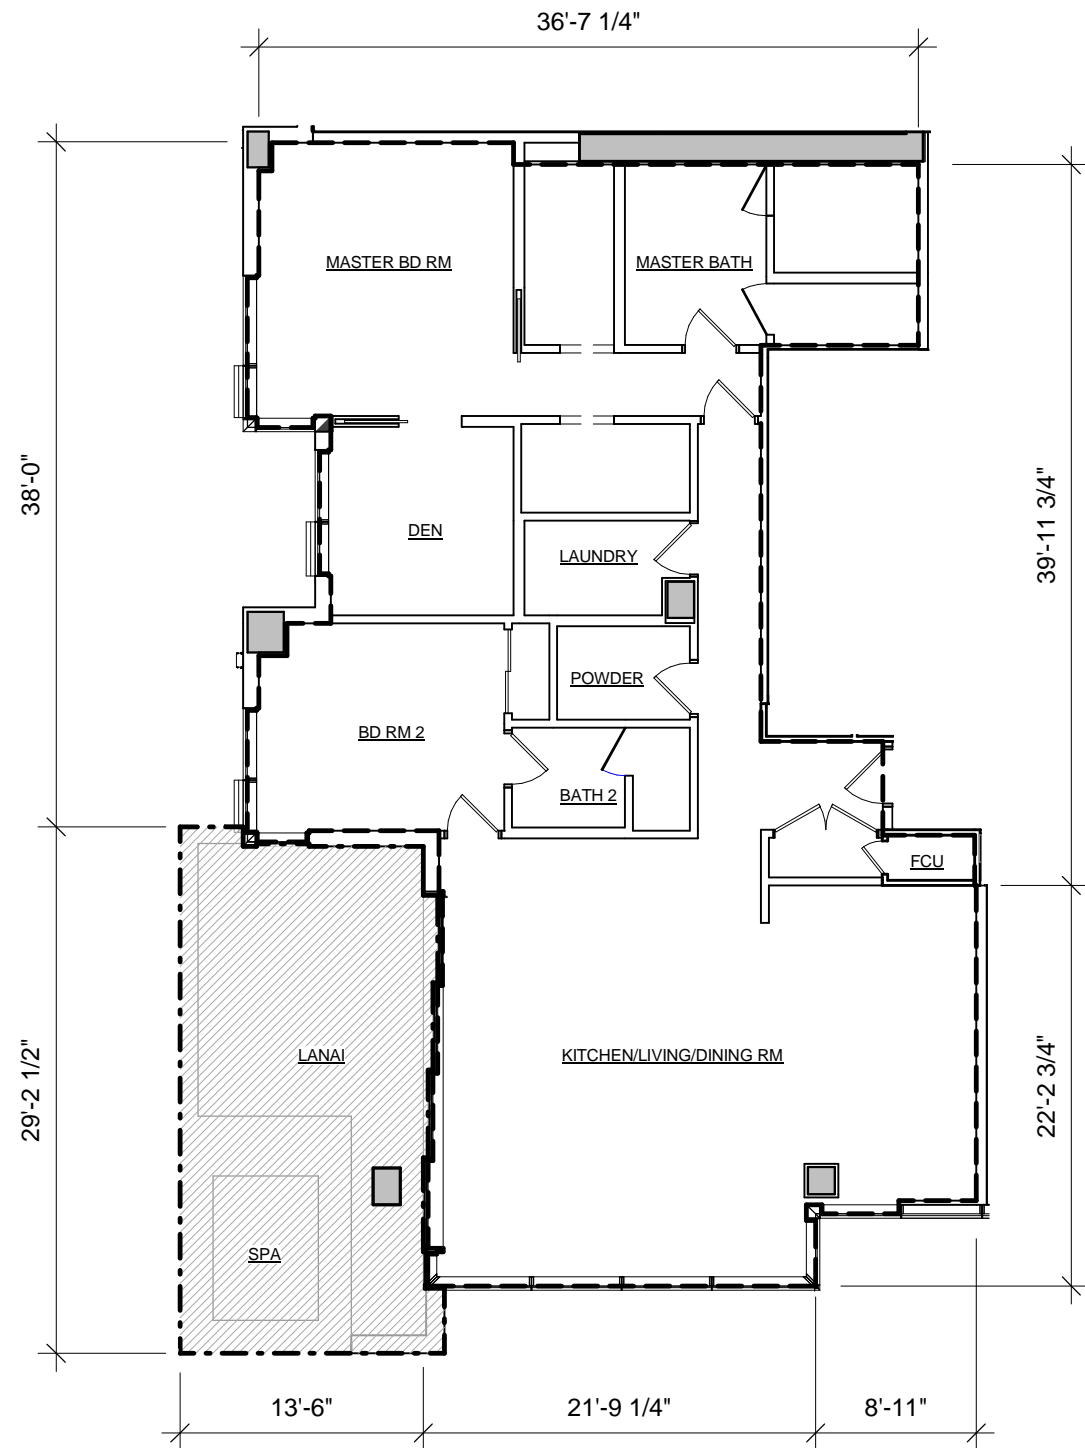 36'-7 1/4"
MASTER BD RM
MASTER BATH
38'-0"
39'-11 3/4"
DEN
LAUNDRY
POWDER
BD RM 2
BATH 2
FCU
LANAI
KITCHEN/LIVING/DINING RM
29'-2 1/2"
22'-2 3/4"
SPA
13'-6"
21'-9 1/4"
8'-11"